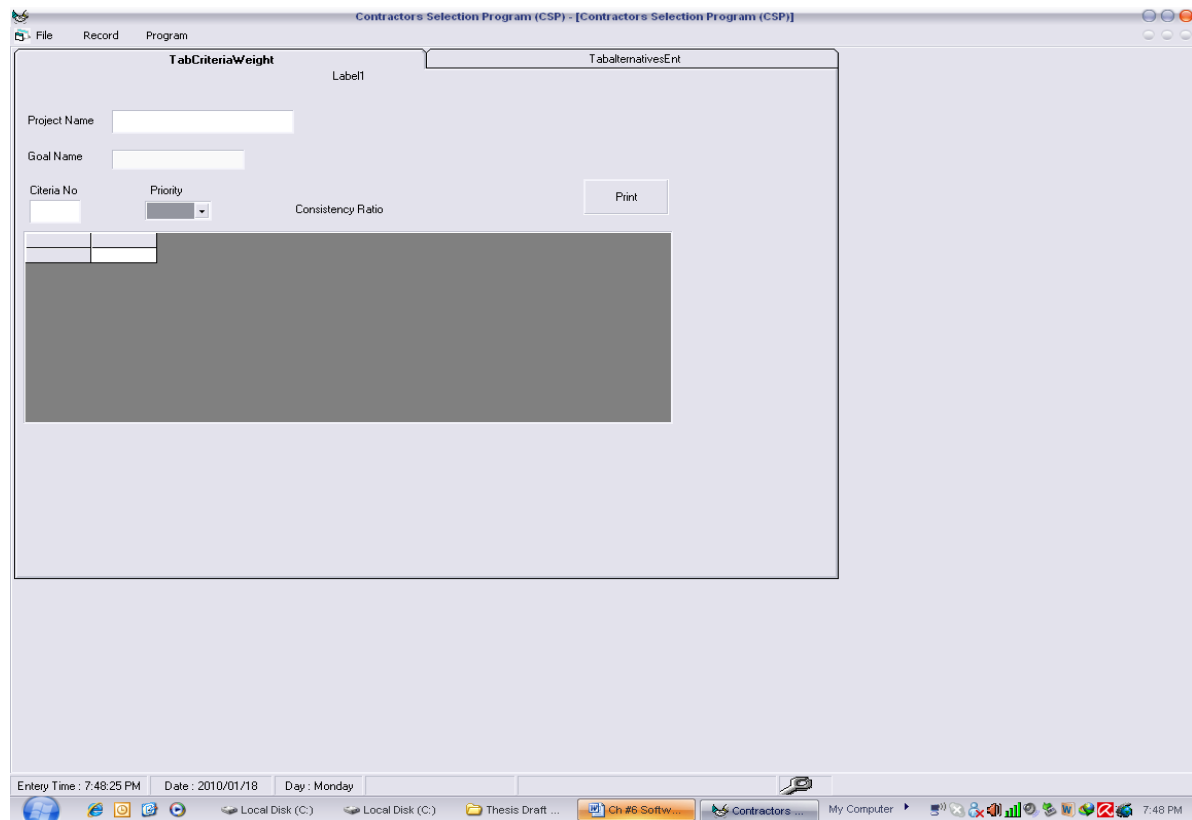 Contractors Selection Program (CSP) - [Contractors Selection Program (CSP)]
File Record Program
TabCriteriaWeight TabalternativesEnt
Label1
Project Name
Goal Name
Citeria No Priority
Print
Consistency Ratio
Entery Time : 7:48:25 PM Date : 2010/01/18 Day : Monday
Local Disk (C:) Local Disk (C:) Thesis Draft ... Ch #6 Softw... Contractors ... My Computer 7:48 PM